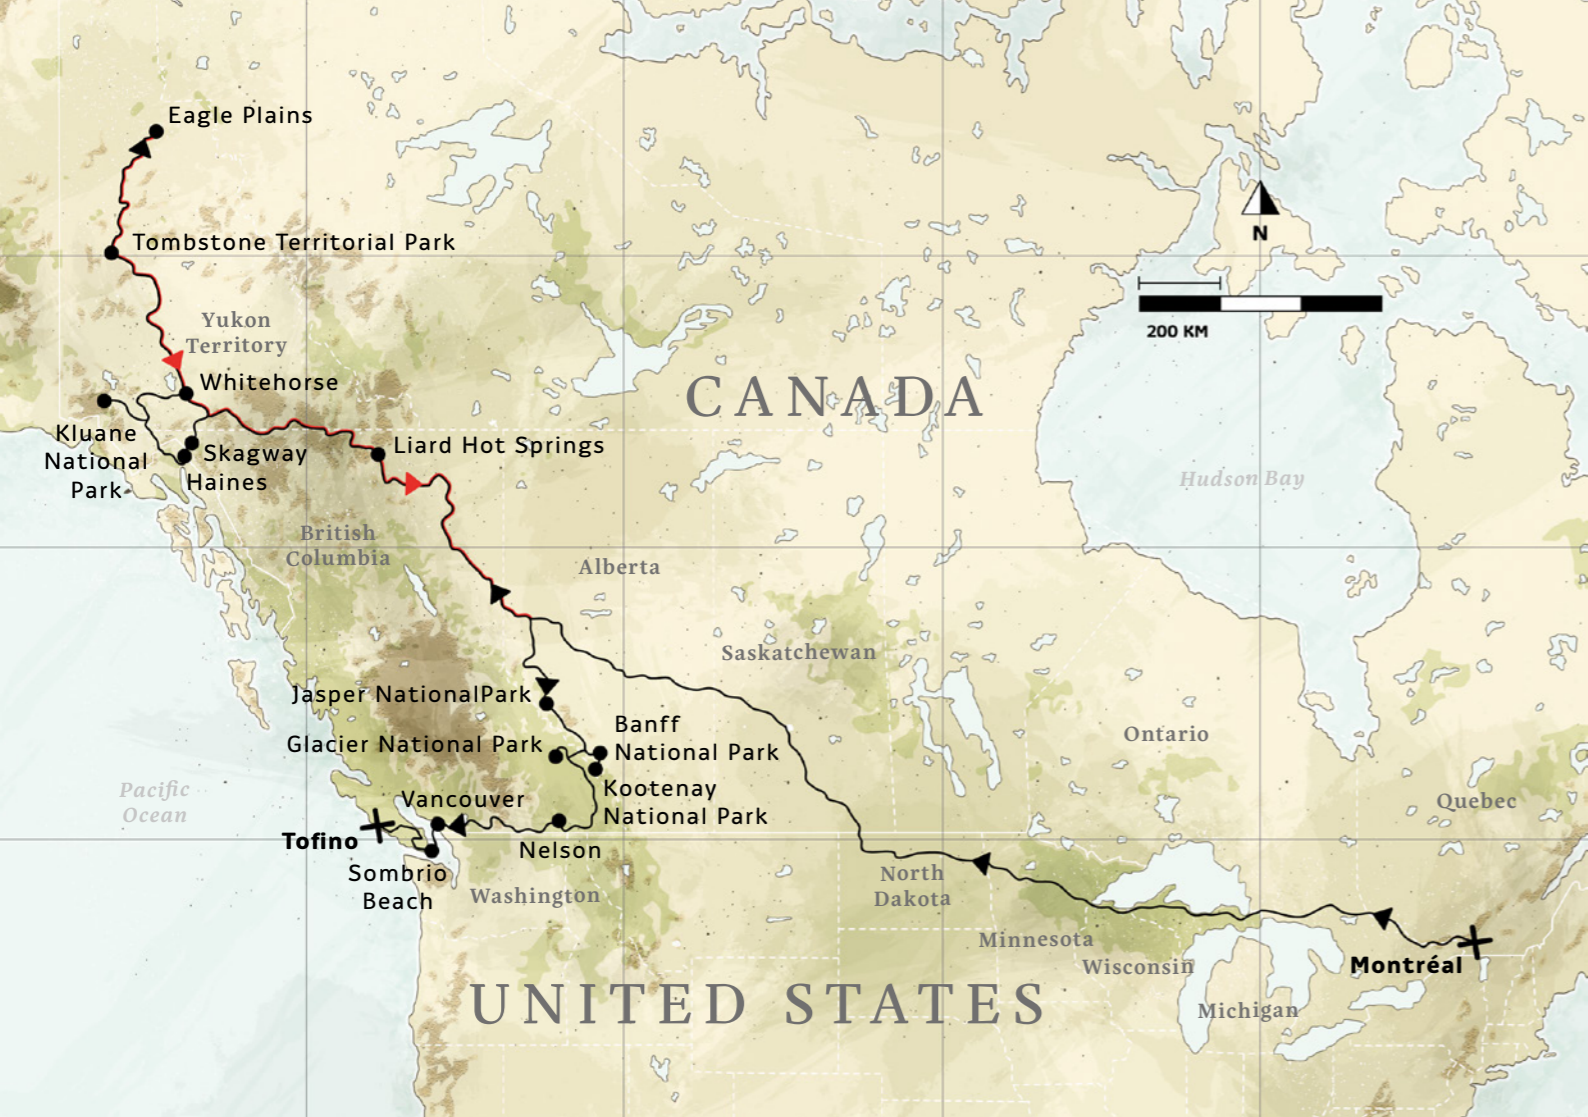 Eagle Plains
N
Tombstone Territorial Park
200 KM
Yukon
Territory
Whitehorse
CANADA
Kluane
National
Park
Skagway
Haines
Liard Hot Springs
Hudson Bay
British
Columbia
Alberta
Saskatchewan
Jasper NationalPark
Banff
National Park
Glacier National Park
Ontario
Kootenay
National Park
Pacific
Ocean
Vancouver
Quebec
Tofino
Nelson
Sombrio
Beach
Washington
North
Dakota
Minnesota
Wisconsin
Montréal
Michigan
UNITED STATES